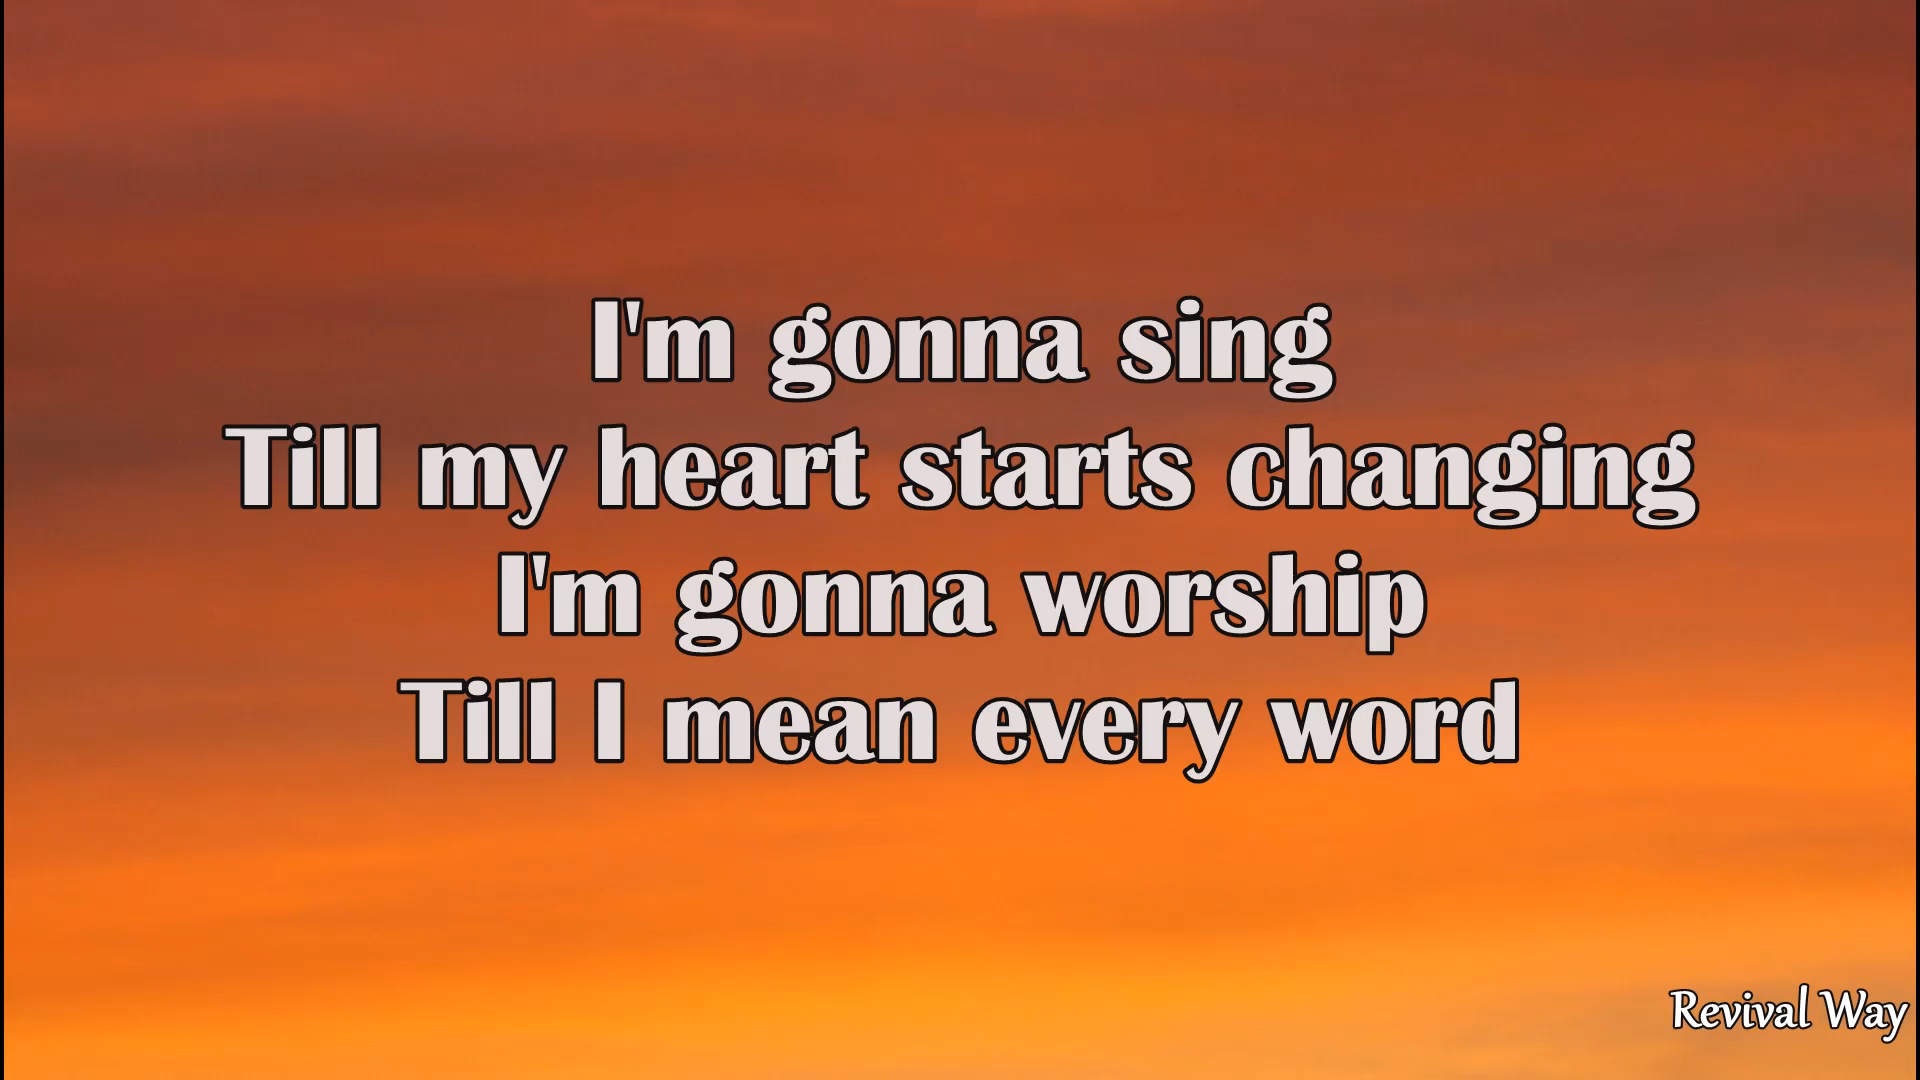 I'm gonna sing
Till my heart starts changing
I'm gonna worship
Till I mean every word
Revival Way